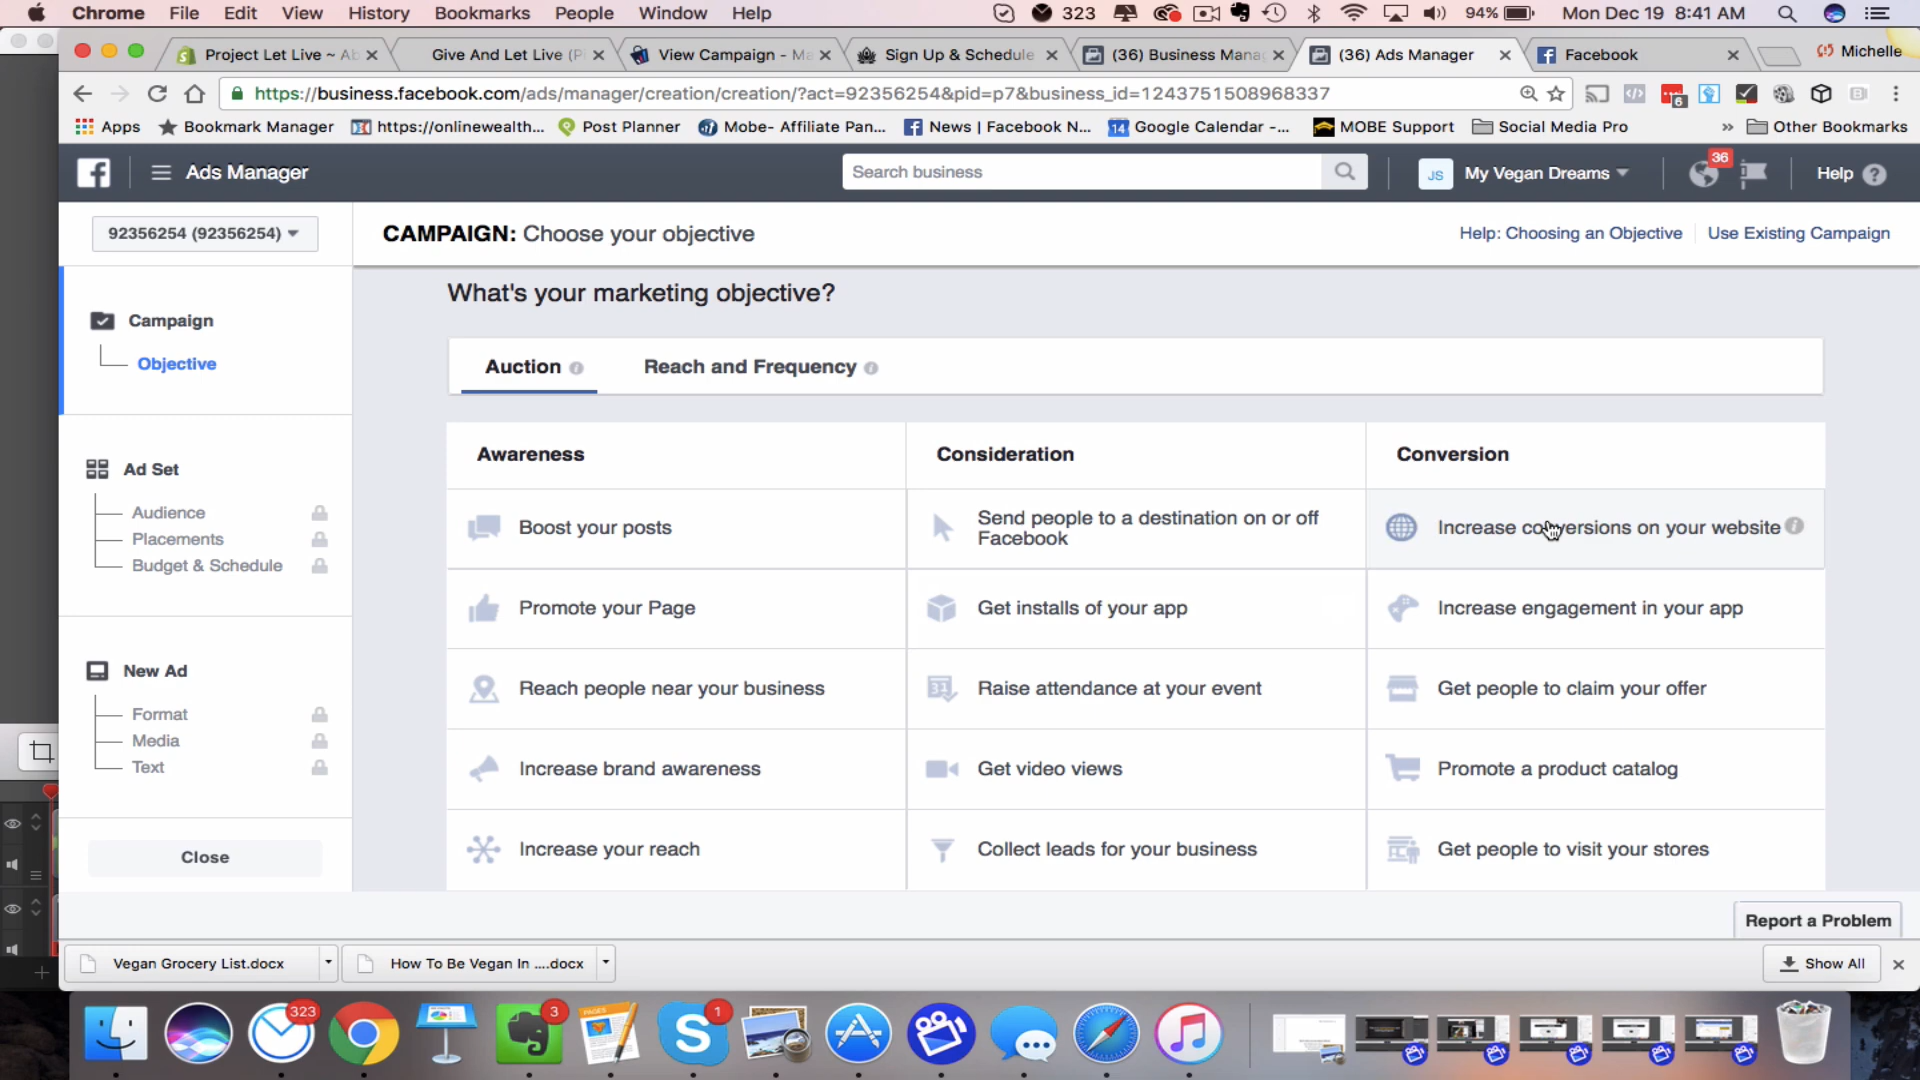 Chrome File Edit View History Bookmarks People Window Help 323 94% Mon Dec 19 8:41 AM
Project Let Live ~ Ab
Give And Let Live (Pi
View Campaign - Ma
Sign Up & Schedule
(36) Business Mana
(36) Ads Manager
Facebook
Michelle
https://business.facebook.com/ads/manager/creation/creation/?act=92356254&pid=p7&business_id=1243751508968337
6
Apps Bookmark Manager https://onlinewealth... Post Planner Mobe- Affiliate Pan... News | Facebook N... 14 Google Calendar -... MOBE Support Social Media Pro » Other Bookmarks
Ads Manager
Search business
JS My Vegan Dreams
36
Help ?
92356254 (92356254)
CAMPAIGN: Choose your objective
Help: Choosing an Objective
Use Existing Campaign
Campaign
Objective
Ad Set
Audience
Placements
Budget & Schedule
New Ad
Format
Media
Text
Close
What's your marketing objective?
Auction
Reach and Frequency
Awareness
Consideration
Conversion
Boost your posts
Send people to a destination on or off
Facebook
Increase conversions on your website
Promote your Page
Get installs of your app
Increase engagement in your app
Reach people near your business
31 Raise attendance at your event
Get people to claim your offer
Increase brand awareness
Get video views
Promote a product catalog
Increase your reach
Collect leads for your business
Get people to visit your stores
Report a Problem
Vegan Grocery List.docx
How To Be Vegan In ....docx
Show All
323
PAGES
3
S
1